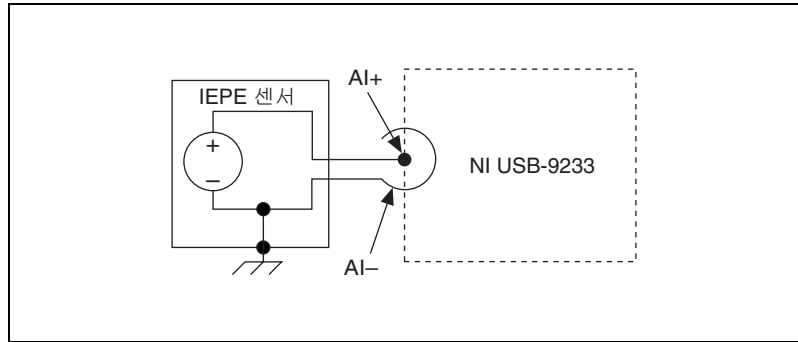 AI+
IEPE 센서
+
–
NI USB-9233
AI–